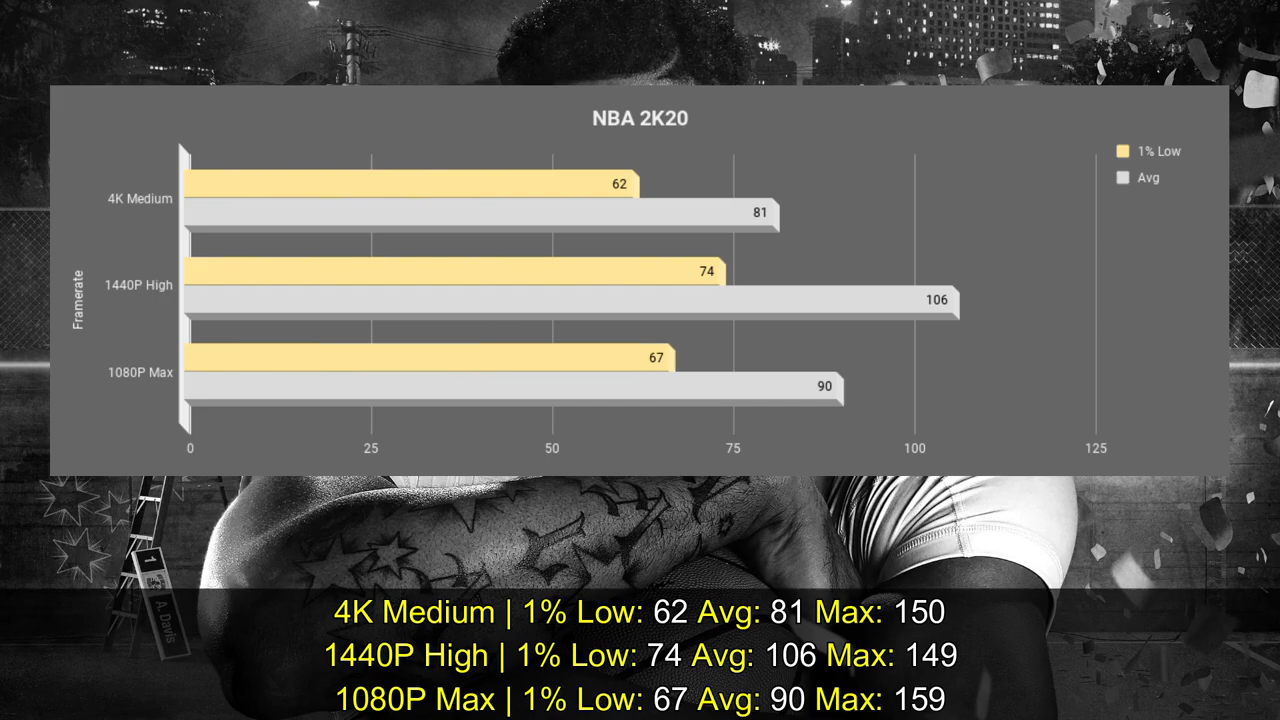 NBA 2K20
1% Low
Avg
Framerate
4K Medium
62
81
1440P High
74
106
1080P Max
67
90
0 25 50 75 100 125
1
A. Davis
4K Medium | 1% Low: 62 Avg: 81 Max: 150
1440P High | 1% Low: 74 Avg: 106 Max: 149
1080P Max | 1% Low: 67 Avg: 90 Max: 159